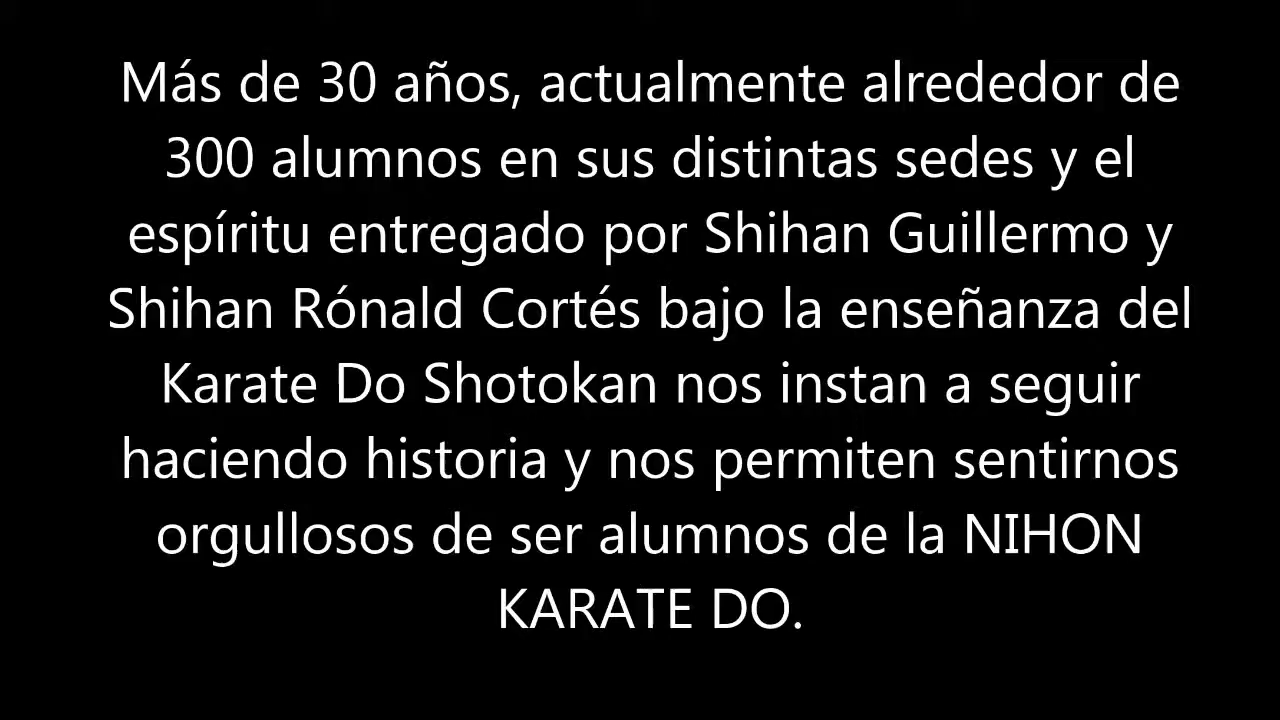 Más de 30 años, actualmente alrededor de
300 alumnos en sus distintas sedes y el
espíritu entregado por Shihan Guillermo y
Shihan Rónald Cortés bajo la enseñanza del
Karate Do Shotokan nos instan a seguir
haciendo historia y nos permiten sentirnos
orgullosos de ser alumnos de la NIHON
KARATE DO.